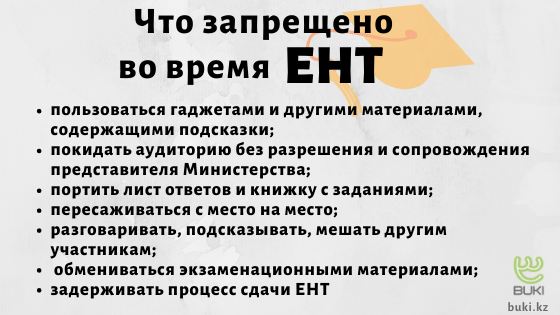 Что запрещено
во время ЕНТ
• пользоваться гаджетами и другими материалами,
содержащими подсказки;
• покидать аудиторию без разрешения и сопровождения
представителя Министерства;
• портить лист ответов и книжку с заданиями;
• пересаживаться с место на место;
• разговаривать, подсказывать, мешать другим
участникам;
• обмениваться экзаменационными материалами;
• задерживать процесс сдачи ЕНТ
BUKI
buki.kz